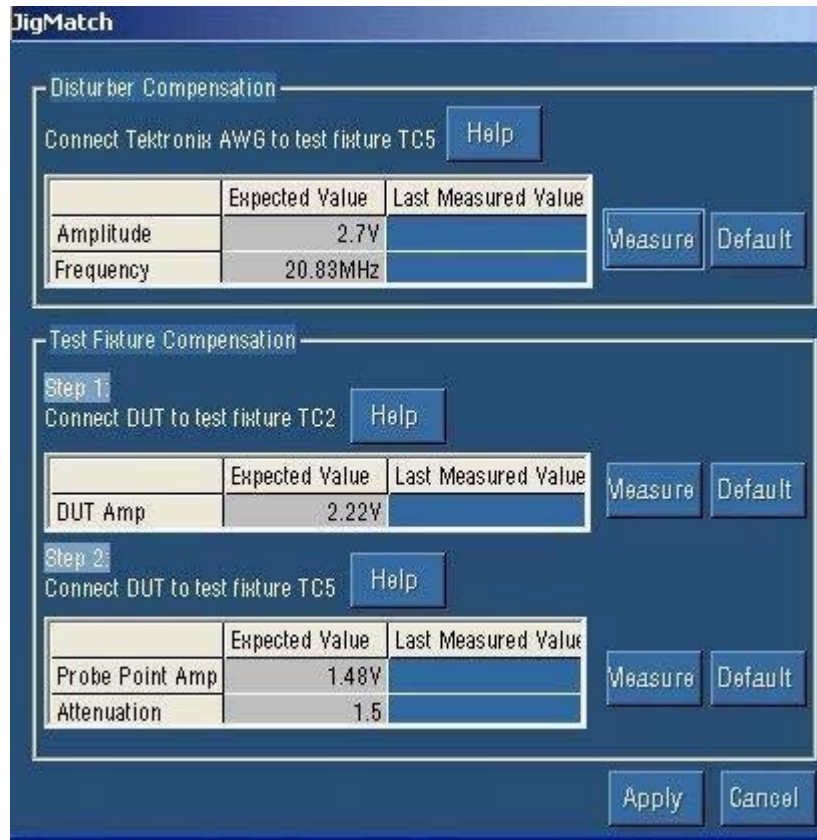 JigMatch
Disturber Compensation
Connect Tektronix AWG to test fixture TC5 Help
Expected Value Last Measured Value
Amplitude 2.7V
Measure Default
Frequency 20.83MHz
Test Fixture Compensation
Step 1:
Connect DUT to test fixture TC2 Help
Expected Value Last Measured Value
Measure Default
DUT Amp 2.22V
Step 2:
Connect DUT to test fixture TC5 Help
Expected Value Last Measured Value
Probe Point Amp 1.48V
Measure Default
Attenuation 1.5
Apply Cancel